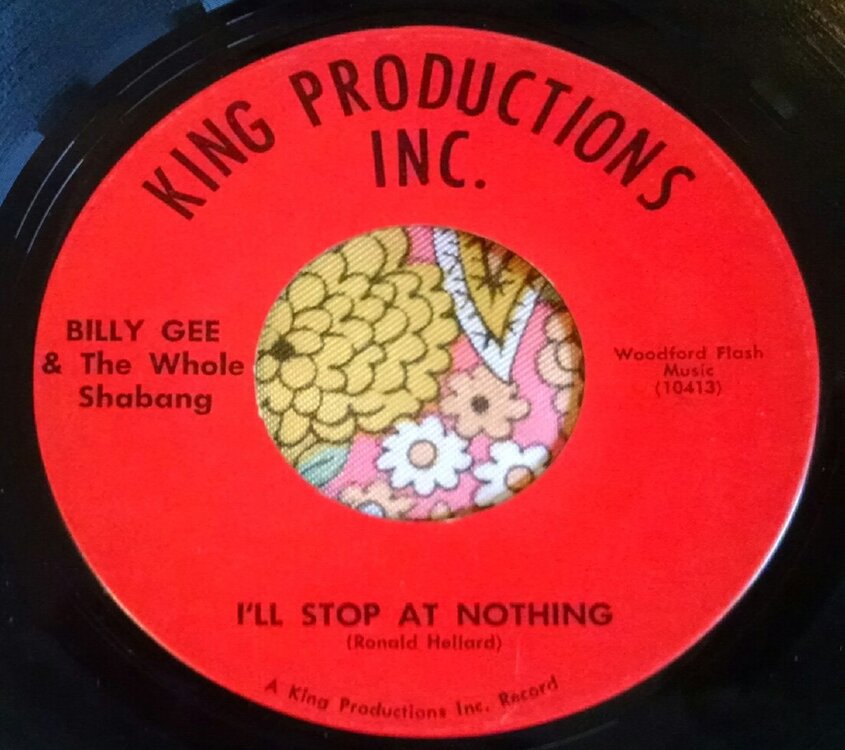 KING PRODUCTIONS
INC.
BILLY GEE
& The Whole
Shabang
Woodford Flash
Music
(10413)
I'LL STOP AT NOTHING
(Ronald Hellard)
A King Productions Inc. Record